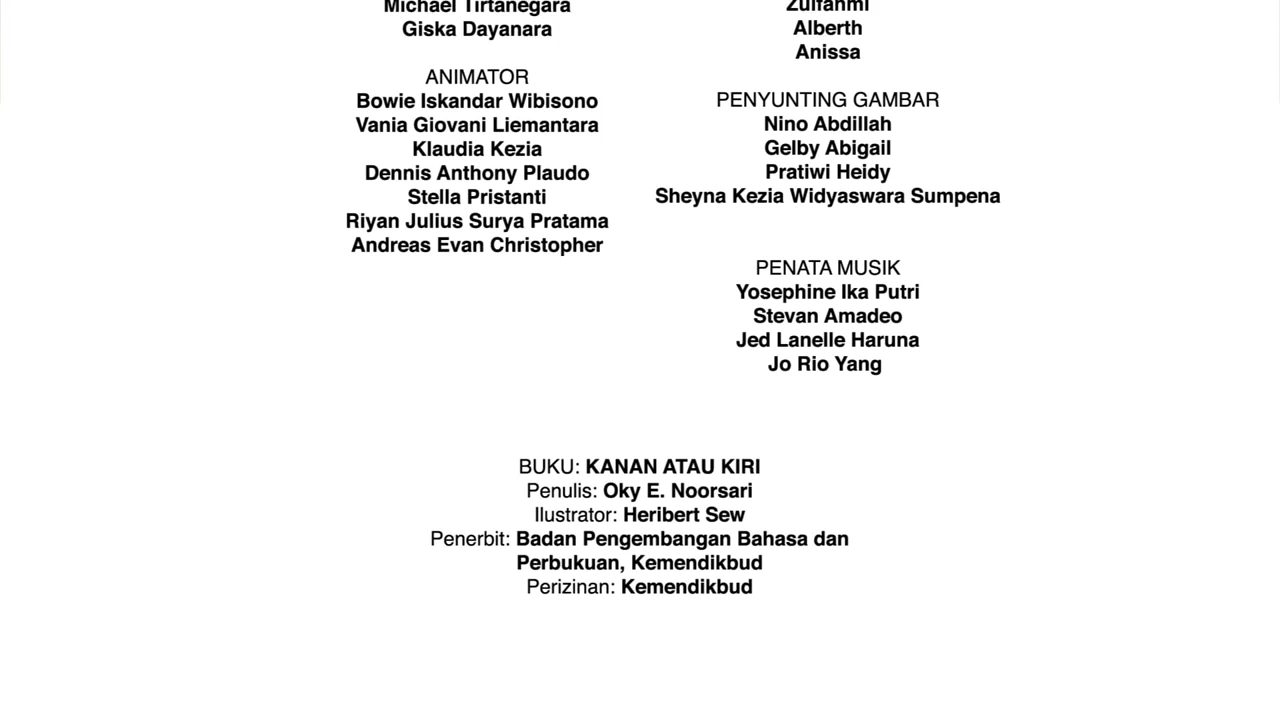 Michael Tirtanegara
Giska Dayanara
ANIMATOR
Bowie Iskandar Wibisono
Vania Giovani Liemantara
Klaudia Kezia
Dennis Anthony Plaudo
Stella Pristanti
Riyan Julius Surya Pratama
Andreas Evan Christopher
Zulfahmi
Alberth
Anissa
PENYUNTING GAMBAR
Nino Abdillah
Gelby Abigail
Pratiwi Heidy
Sheyna Kezia Widyaswara Sumpena
PENATA MUSIK
Yosephine Ika Putri
Stevan Amadeo
Jed Lanelle Haruna
Jo Rio Yang
BUKU: KANAN ATAU KIRI
Penulis: Oky E. Noorsari
Ilustrator: Heribert Sew
Penerbit: Badan Pengembangan Bahasa dan
Perbukuan, Kemendikbud
Perizinan: Kemendikbud